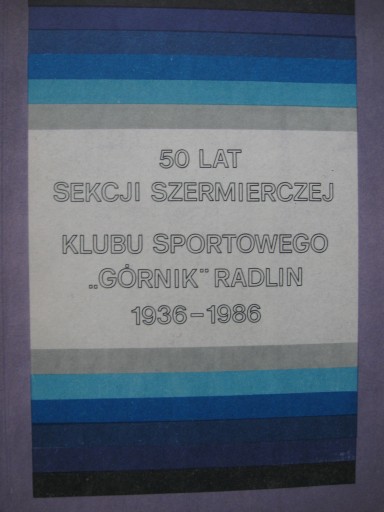 50 LAT
SEKCJI SZERMIERCZEJ
KLUBU SPORTOWEGO
„GÓRNIK” RADLIN
1936-1986